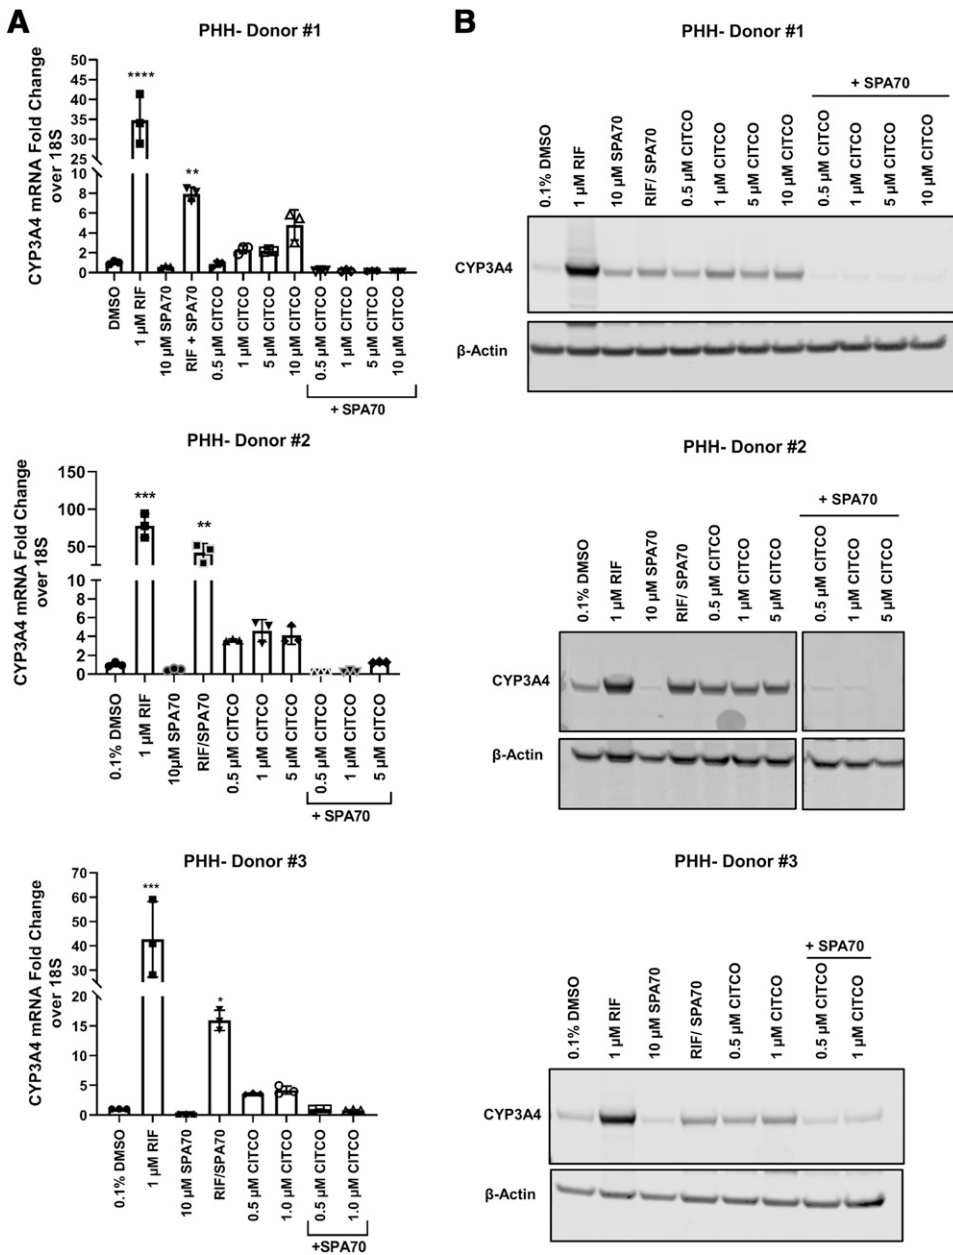 A
PHH- Donor #1
CYP3A4 mRNA Fold Change
over 18S
50
45
40
35
30
25
10
8
6
4
2
0
****
**
DMSO
1 µM RIF
10 µM SPA70
RIF + SPA70
0.5 µM CITCO
1 µM CITCO
5 µM CITCO
10 µM CITCO
0.5 µM CITCO
1 µM CITCO
5 µM CITCO
10 µM CITCO
+ SPA70
B
PHH- Donor #1
+ SPA70
0.1% DMSO
1 µM RIF
10 µM SPA70
RIF/ SPA70
0.5 µM CITCO
1 µM CITCO
5 µM CITCO
10 µM CITCO
0.5 µM CITCO
1 µM CITCO
5 µM CITCO
10 µM CITCO
CYP3A4
β-Actin
PHH- Donor #2
CYP3A4 mRNA Fold Change
over 18S
150
100
50
10
8
6
4
2
0
***
**
0.1% DMSO
1 µM RIF
10µM SPA70
RIF/SPA70
0.5 µM CITCO
1 µM CITCO
5 µM CITCO
0.5 µM CITCO
1 µM CITCO
5 µM CITCO
+ SPA70
PHH- Donor #2
+ SPA70
0.1% DMSO
1 µM RIF
10 µM SPA70
RIF/ SPA70
0.5 µM CITCO
1 µM CITCO
5 µM CITCO
0.5 µM CITCO
1 µM CITCO
5 µM CITCO
CYP3A4
β-Actin
PHH- Donor #3
CYP3A4 mRNA Fold Change
over 18S
70
60
50
40
30
20
15
10
5
0
***
*
0.1% DMSO
1 µM RIF
10 µM SPA70
RIF/SPA70
0.5 µM CITCO
1.0 µM CITCO
0.5 µM CITCO
1.0 µM CITCO
+SPA70
PHH- Donor #3
+ SPA70
0.1% DMSO
1 µM RIF
10 µM SPA70
RIF/ SPA70
0.5 µM CITCO
1 µM CITCO
0.5 µM CITCO
1 µM CITCO
CYP3A4
β-Actin